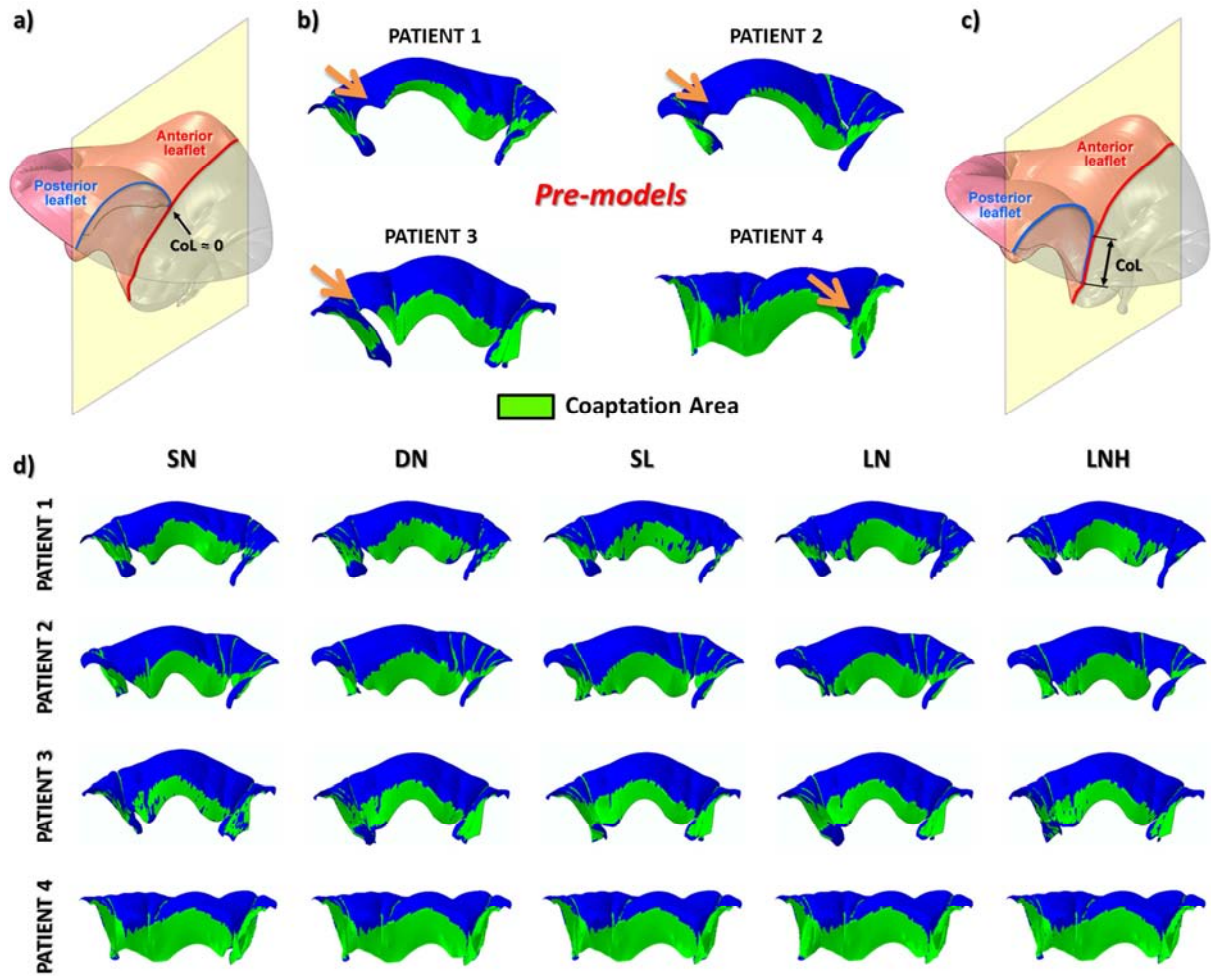 a)
Anterior
leaflet
Posterior
leaflet
CoL = 0
b)
PATIENT 1
PATIENT 2
Pre-models
PATIENT 3
PATIENT 4
Coaptation Area
c)
Anterior
leaflet
Posterior
leaflet
CoL
d)
SN DN SL LN LNH
PATIENT 1
PATIENT 2
PATIENT 3
PATIENT 4